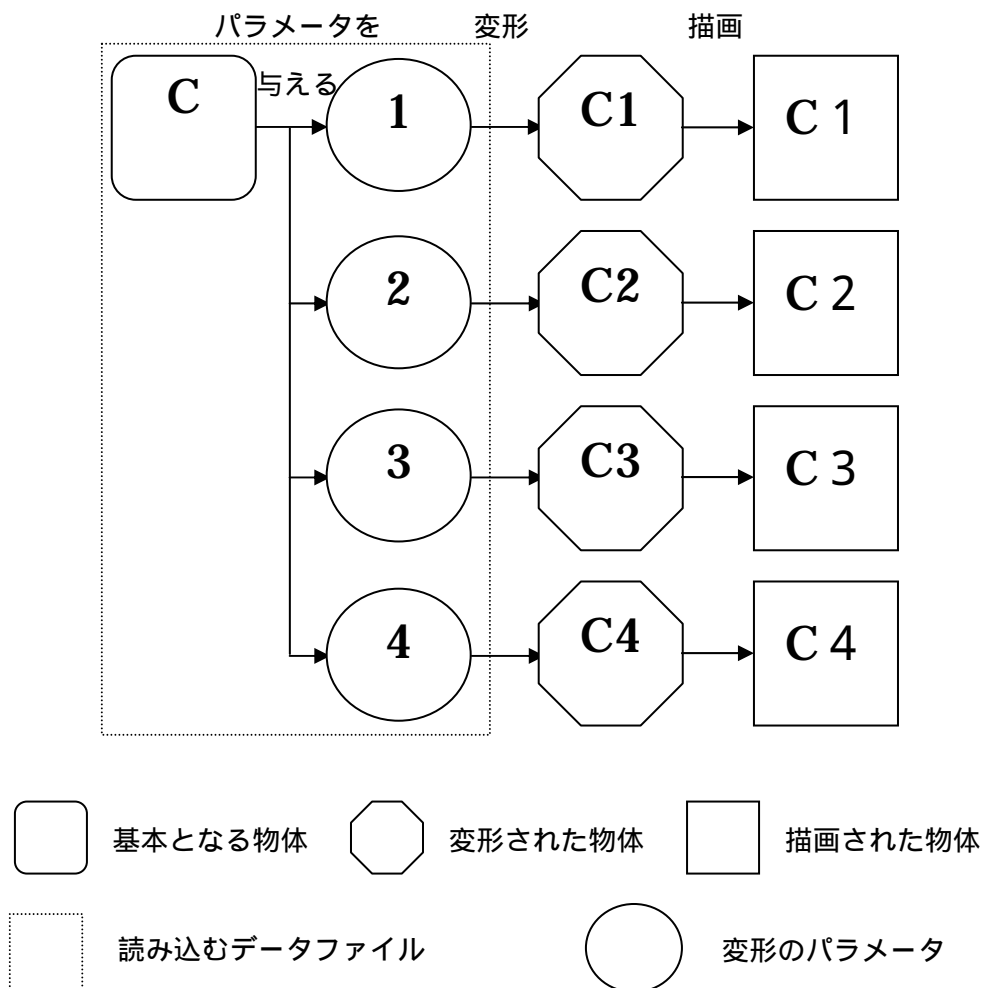 パラメータを 変形 描画
与える
C 1 C1 C 1
2 C2 C 2
3 C3 C 3
4 C4 C 4
基本となる物体 変形された物体 描画された物体
読み込むデータファイル 変形のパラメータ